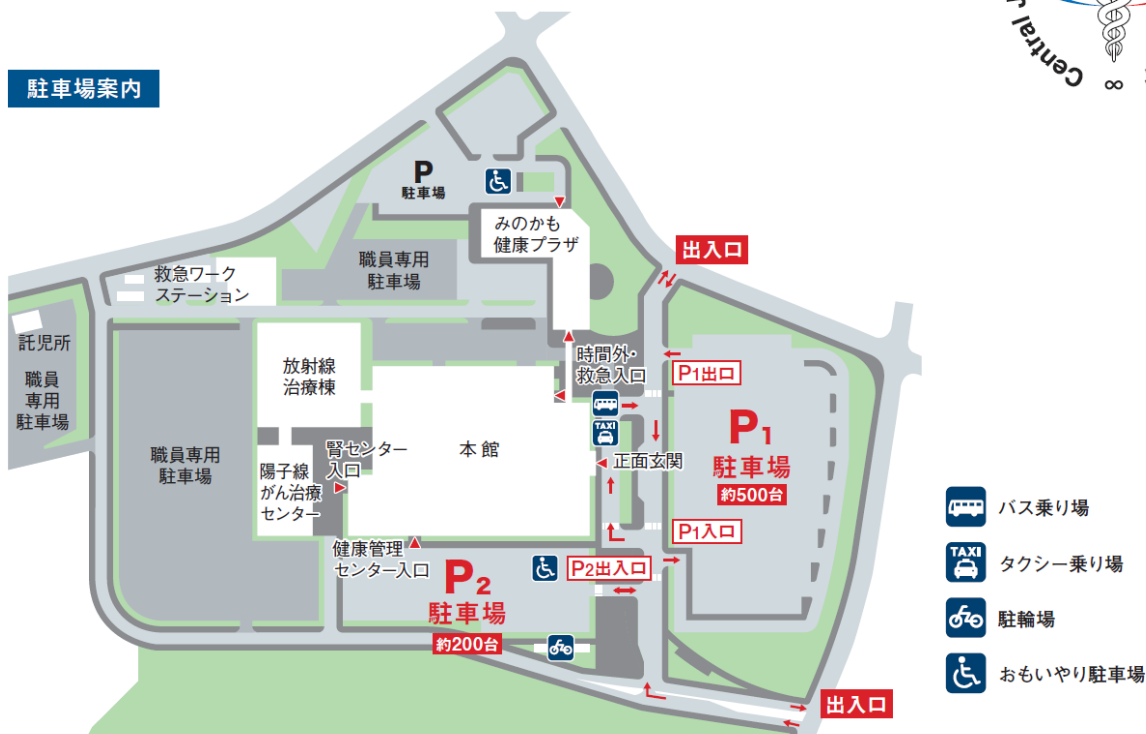 Central
∞
駐車場案内
P
駐車場
みのかも
健康プラザ
出入口
職員専用
駐車場
救急ワーク
ステーション
託児所
職員
専用
駐車場
放射線
治療棟
時間外・
救急入口
P1出口
P1
駐車場
約500台
TAXI
職員専用
駐車場
腎センター
入口
本館
正面玄関
陽子線
がん治療
センター
P1入口
健康管理
センター入口
P2出入口
P2
駐車場
約200台
出入口
バス乗り場
TAXI
タクシー乗り場
駐輪場
おもいやり駐車場